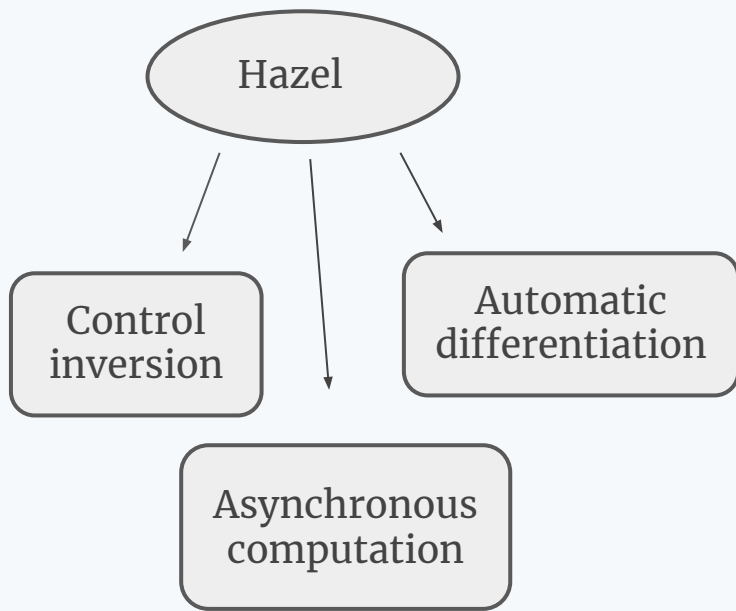 Hazel
Control
inversion
Automatic
differentiation
Asynchronous
computation